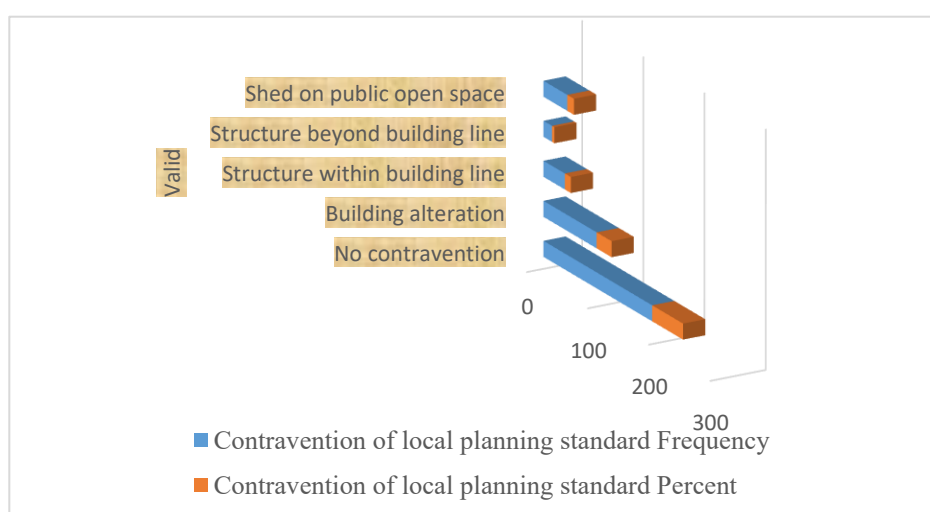 Valid
Shed on public open space
Structure beyond building line
Structure within building line
Building alteration
No contravention
0
100
200
300
Contravention of local planning standard Frequency
Contravention of local planning standard Percent